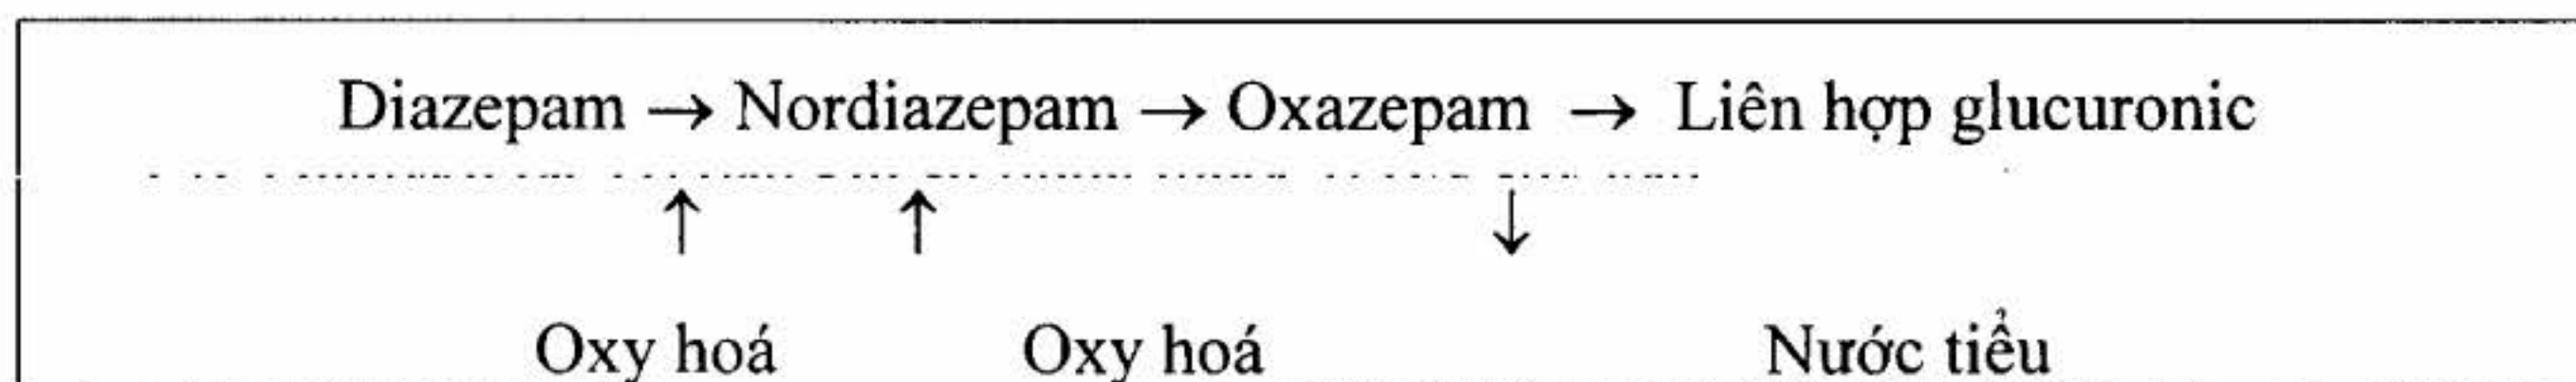 Diazepam → Nordiazepam → Oxazepam → Liên hợp glucuronic
↑ ↑ ↓
Oxy hoá Oxy hoá Nước tiểu